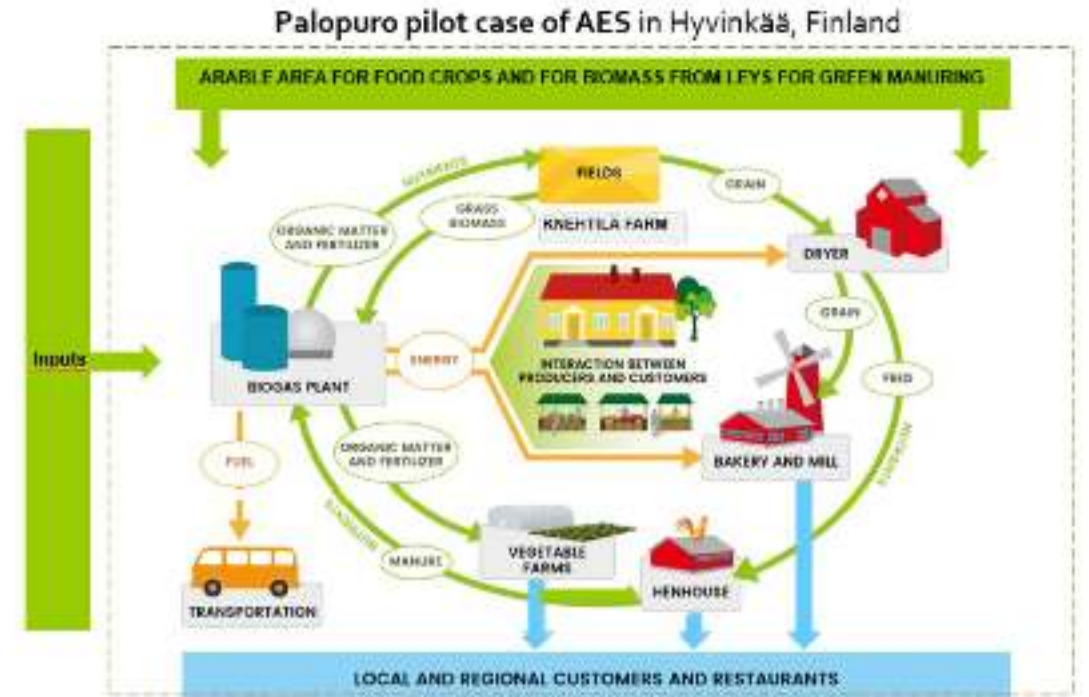 Palopuro pilot case of AES in Hyvinkää, Finland
ARABLE AREA FOR FOOD CROPS AND FOR BIOMASS FROM LEYS FOR GREEN MANURING
Inputs
NUTRIENTS
FIELDS
GRAIN
GRASS
BIOMASS
KNEHTILA FARM
ORGANIC MATTER
AND FERTILIZER
DRYER
GRAIN
ENERGY
INTERACTION BETWEEN
PRODUCERS AND CUSTOMERS
FEED
BIOGAS PLANT
ORGANIC MATTER
AND FERTILIZER
FUEL
BAKERY AND MILL
NUTRIENTS
NUTRIENTS
MANURE
VEGETABLE
FARMS
HENHOUSE
TRANSPORTATION
LOCAL AND REGIONAL CUSTOMERS AND RESTAURANTS